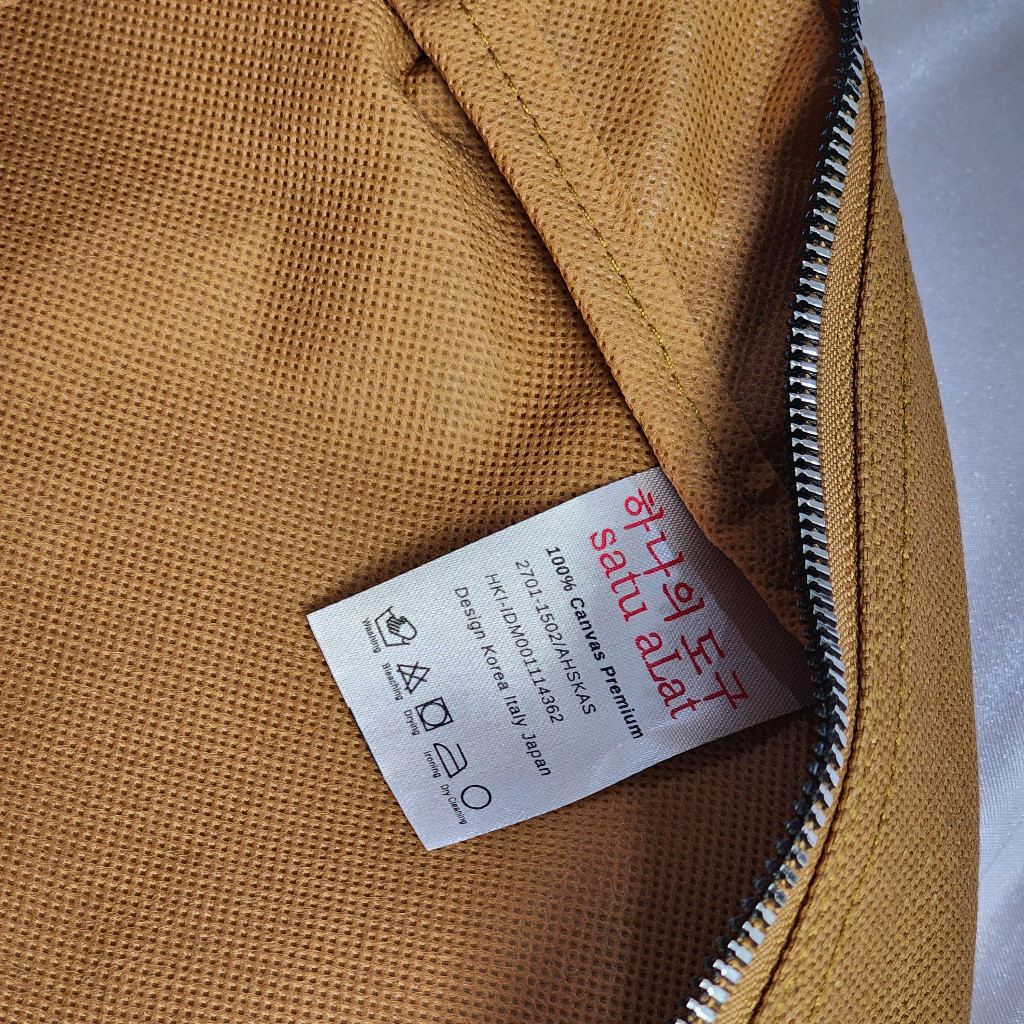 하나의 도구
satu aLat
100% Canvas Premium
2701-1502/AHSKAS
HKI-IDM001114362
Design Korea Italy Japan
Washing
Bleaching
Drying
Ironing
Dry Cleaning